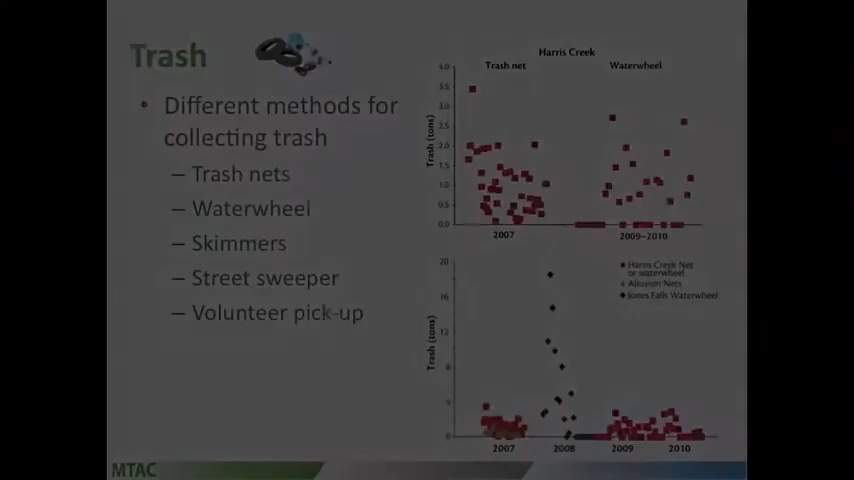 Trash
• Different methods for
collecting trash
– Trash nets
– Waterwheel
– Skimmers
– Street sweeper
– Volunteer pick-up
Harris Creek
Trash net
Waterwheel
Trash (tons)
4.0
3.5
3.0
2.5
2.0
1.5
1.0
0.5
0.0
2007
2009–2010
Harris Creek Net
or waterwheel
Alluvion Nets
Jones Falls Waterwheel
Trash (tons)
20
16
12
8
0
2007
2008
2009
2010
MTAC